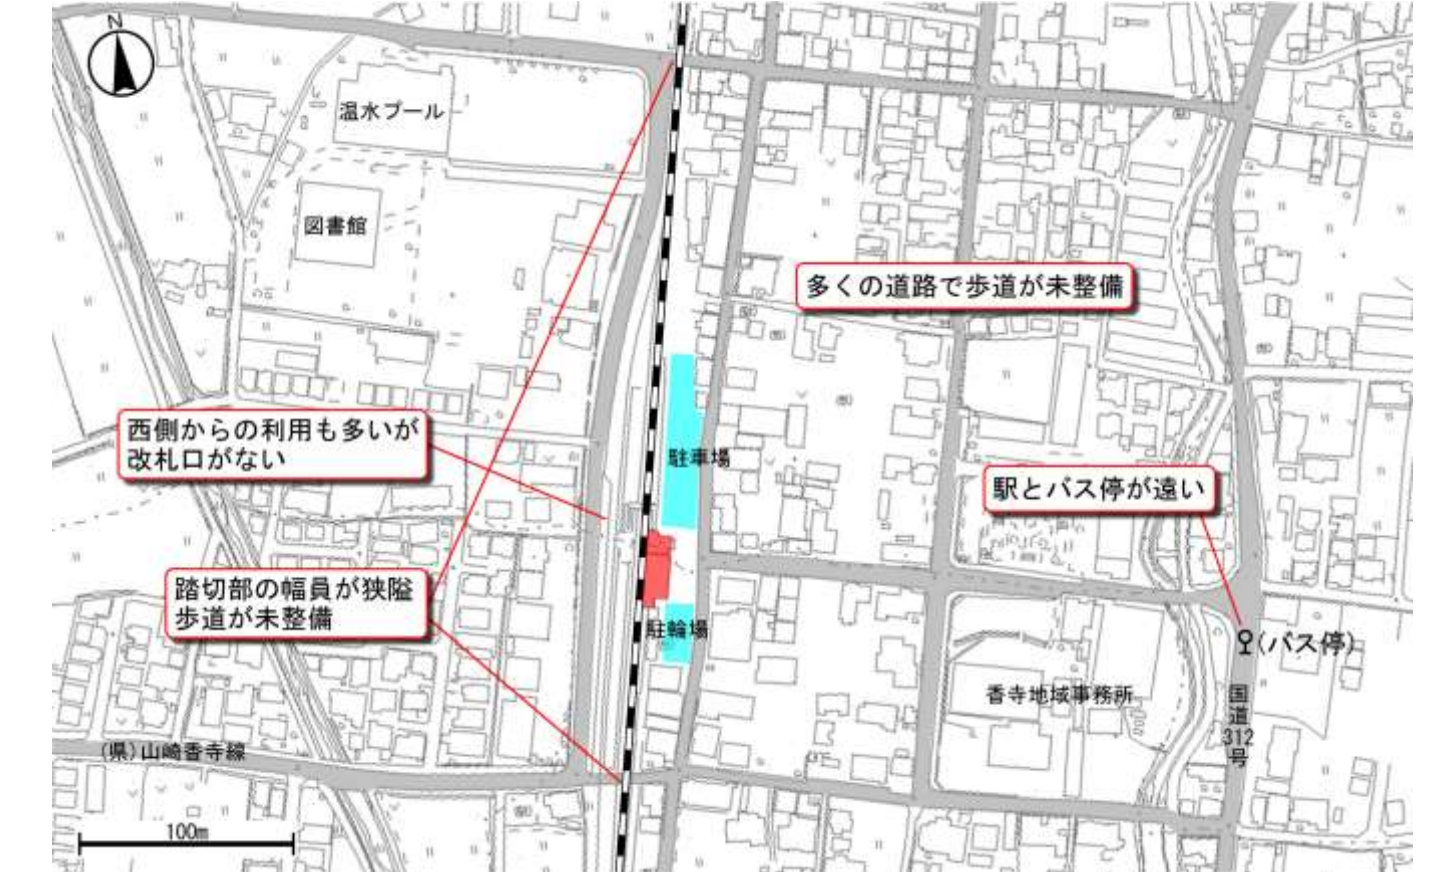 N
温水プール
図書館
多くの道路で歩道が未整備
西側からの利用も多いが
改札口がない
駐車場
駅とバス停が遠い
踏切部の幅員が狭隘
歩道が未整備
駐輪場
(バス停)
香寺地域事務所
国道312号
(県)山崎香寺線
100m